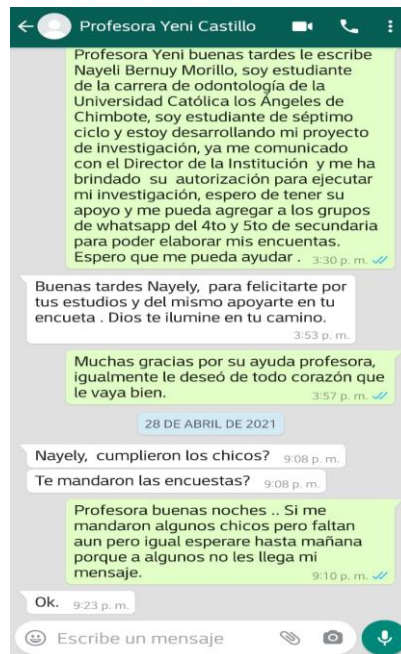 Profesora Yeni Castillo
Profesora Yeni buenas tardes le escribe
Nayeli Bernuy Morillo, soy estudiante
de la carrera de odontología de la
Universidad Católica los Ángeles de
Chimbote, soy estudiante de séptimo
ciclo y estoy desarrollando mi proyecto
de investigación, ya me comunicado
con el Director de la Institución y me ha
brindado su autorización para ejecutar
mi investigación, espero de tener su
apoyo y me pueda agregar a los grupos
de whatsapp del 4to y 5to de secundaria
para poder elaborar mis encuentas.
Espero que me pueda ayudar . 3:30 p. m.
Buenas tardes Nayely, para felicitarte por
tus estudios y del mismo apoyarte en tu
encueta . Dios te ilumine en tu camino.
3:53 p. m.
Muchas gracias por su ayuda profesora,
igualmente le deseó de todo corazón que
le vaya bien. 3:57 p. m.
28 DE ABRIL DE 2021
Nayely, cumplieron los chicos? 9:08 p. m.
Te mandaron las encuestas? 9:08 p. m.
Profesora buenas noches .. Si me
mandaron algunos chicos pero faltan
aun pero igual esperare hasta mañana
porque a algunos no les llega mi
mensaje. 9:10 p. m.
Ok. 9:23 p. m.
Escribe un mensaje